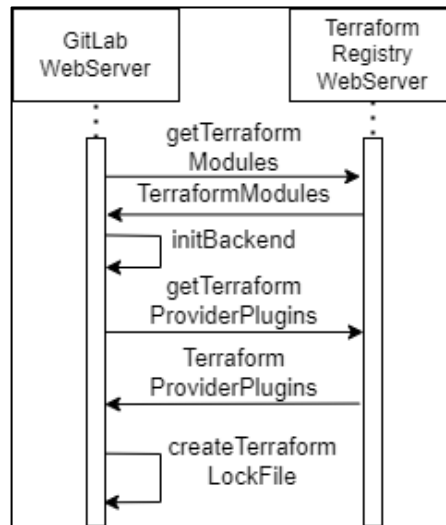 GitLab
WebServer
Terraform
Registry
WebServer
getTerraform
Modules
TerraformModules
initBackend
getTerraform
ProviderPlugins
Terraform
ProviderPlugins
createTerraform
LockFile